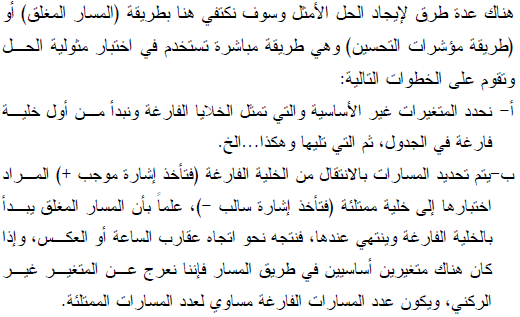 هناك عدة طرق لإيجاد الحل الأمثل وسوف نكتفي هنا بطريقة (المسار المغلق) أو
(طريقة مؤشرات التحسين) وهي طريقة مباشرة تستخدم في اختبار مثولية الحل
وتقوم على الخطوات التالية:
أ- نحدد المتغيرات غير الأساسية والتي تمثل الخلايا الفارغة ونبدأ من أول خلية
فارغة في الجدول، ثم التي تليها وهكذا...الخ.
ب-يتم تحديد المسارات بالانتقال من الخلية الفارغة (فتأخذ إشارة موجب +) المراد
اختبارها إلى خلية ممتلئة (فتأخذ إشارة سالب -)، علماً بأن المسار المغلق يبدأ
بالخلية الفارغة وينتهي عندها، فنتجه نحو اتجاه عقارب الساعة أو العكس، وإذا
كان هناك متغيرين أساسيين في طريق المسار فإننا نعرج عن المتغير غير
الركني، ويكون عدد المسارات الفارغة مساوي لعدد المسارات الممتلئة.